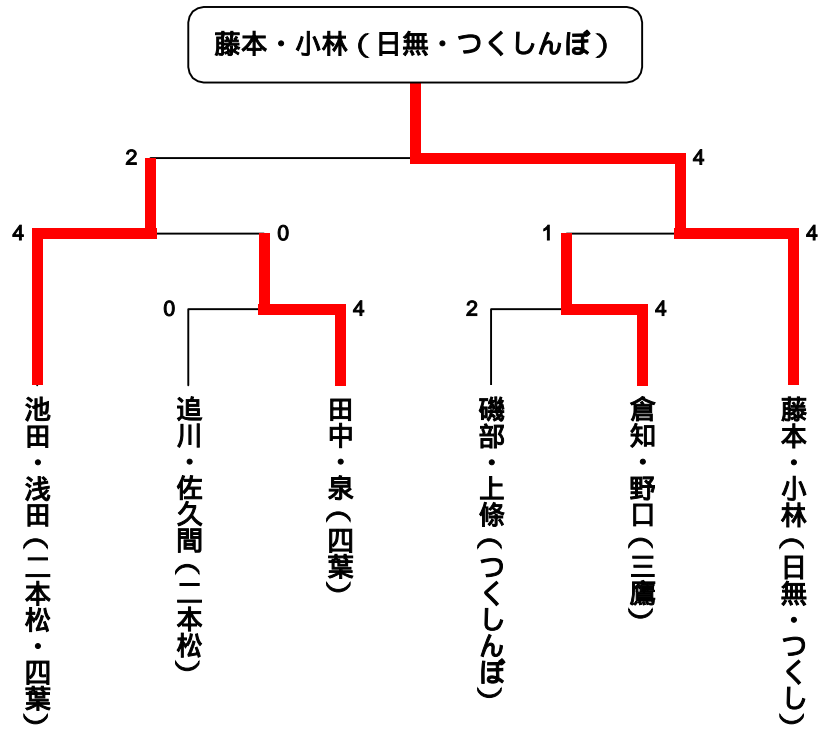 藤本・小林（日無・つくしんぼ）
2
4
4
0
1
4
0
4
2
4
池田・浅田（二本松・四葉）
追川・佐久間（二本松）
田中・泉（四葉）
磯部・上條（つくしんぼ）
倉知・野口（三鷹）
藤本・小林（日無・つくし）